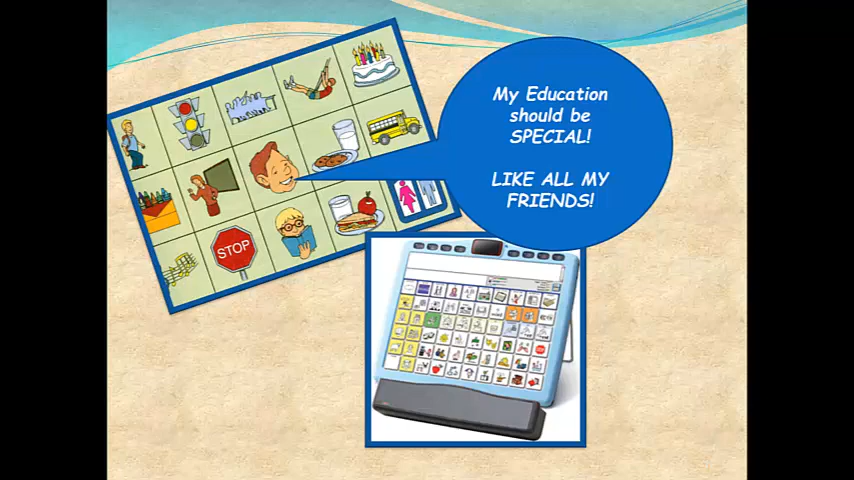 My Education
should be
SPECIAL!
LIKE ALL MY
FRIENDS!
STOP